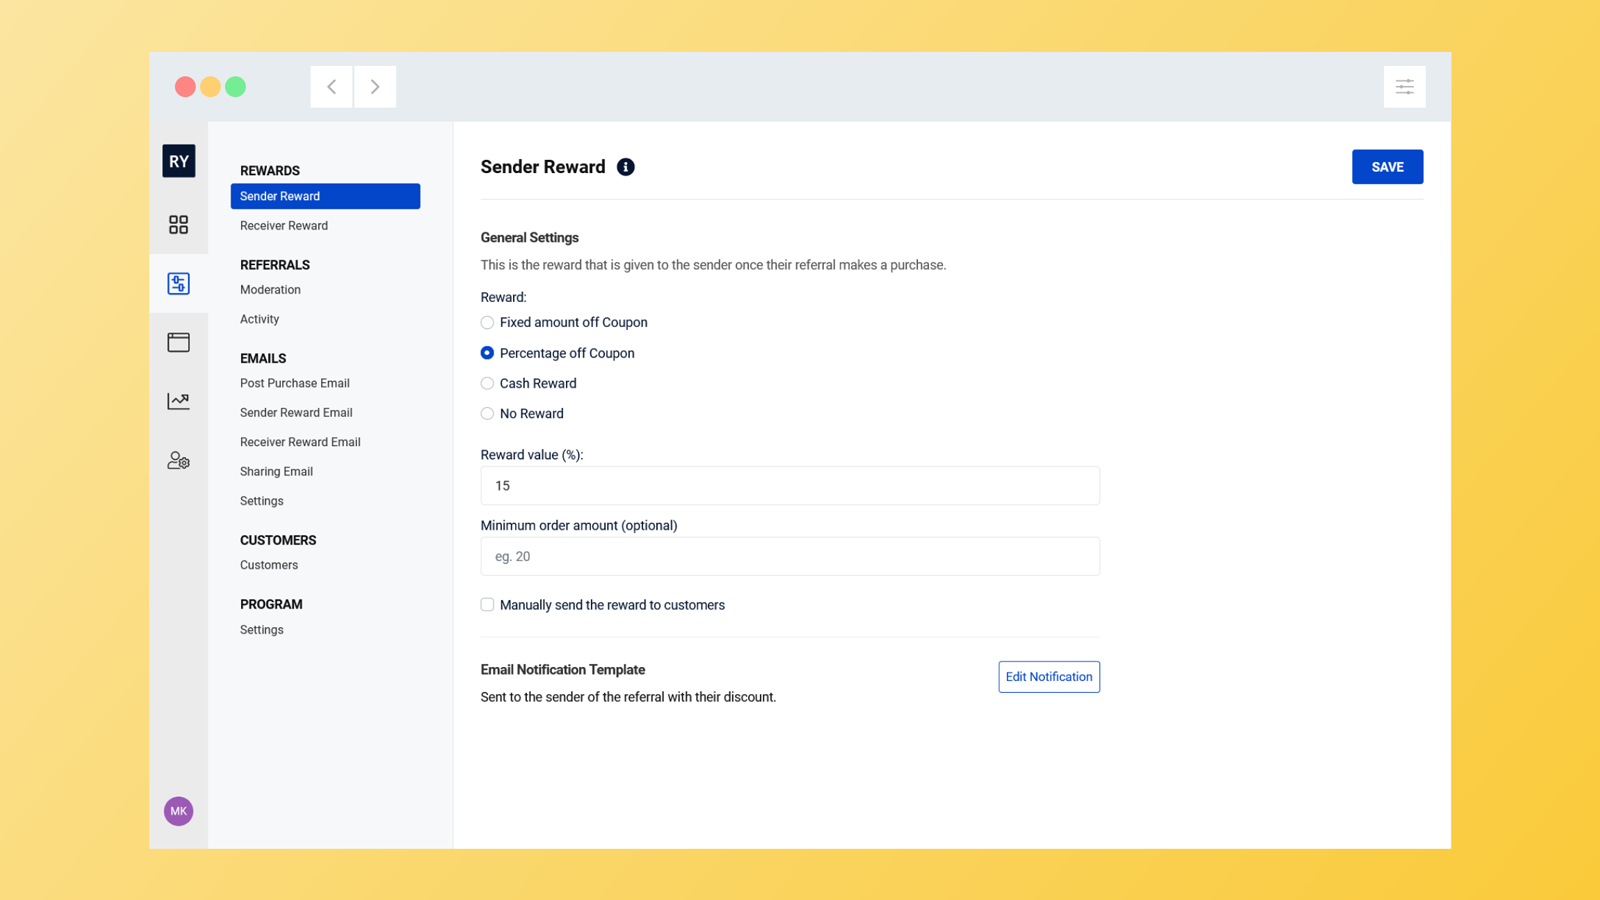 RY
REWARDS
Sender Reward
Receiver Reward
REFERRALS
Moderation
Activity
EMAILS
Post Purchase Email
Sender Reward Email
Receiver Reward Email
Sharing Email
Settings
CUSTOMERS
Customers
PROGRAM
Settings
MK
Sender Reward
SAVE
General Settings
This is the reward that is given to the sender once their referral makes a purchase.
Reward:
Fixed amount off Coupon
Percentage off Coupon
Cash Reward
No Reward
Reward value (%):
15
Minimum order amount (optional)
eg. 20
Manually send the reward to customers
Email Notification Template
Edit Notification
Sent to the sender of the referral with their discount.